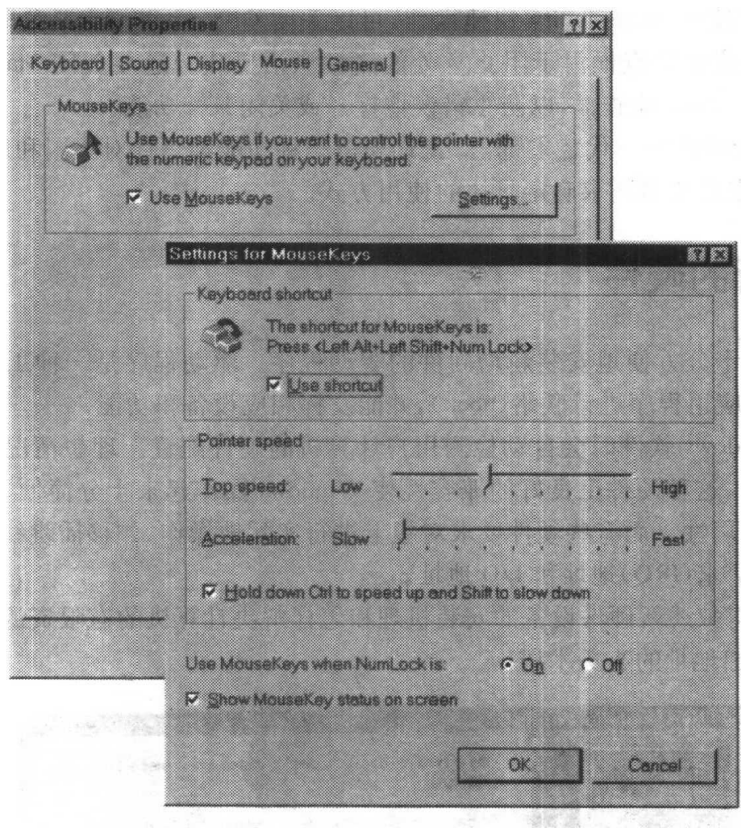 Accessibility Properties
Keyboard
Sound
Display
Mouse
General
MouseKeys
Use MouseKeys if you want to control the pointer with
the numeric keypad on your keyboard.
Use MouseKeys
Settings...
Settings for MouseKeys
Keyboard shortcut
The shortcut for MouseKeys is:
Press <Left Alt+Left Shift+Num Lock>
Use shortcut
Pointer speed
Top speed: Low High
Acceleration: Slow Fast
Hold down Ctrl to speed up and Shift to slow down
Use MouseKeys when NumLock is: On Off
Show MouseKey status on screen
OK Cancel